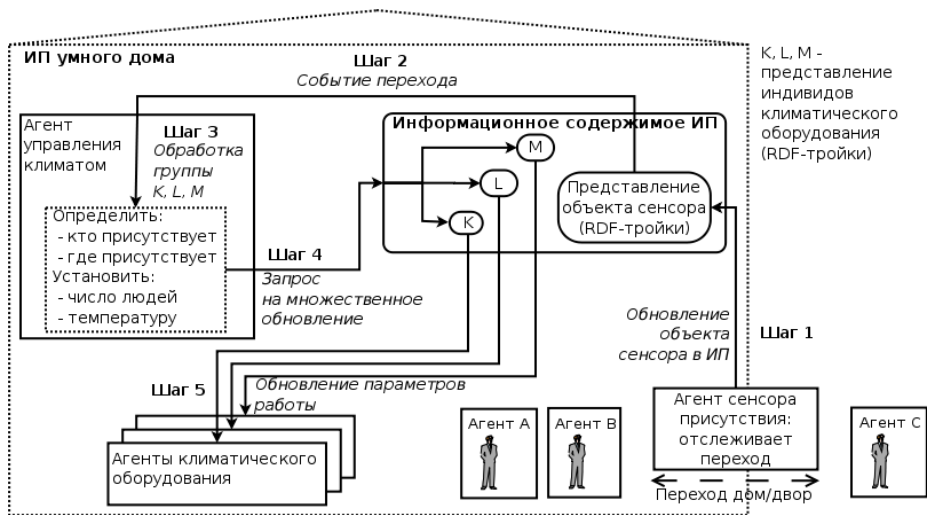 ИП умного дома
Шаг 2
Событие перехода
K, L, M -
представление
индивидов
климатического
оборудования
(RDF-тройки)
Агент
управления
климатом
Шаг 3
Обработка
группы
K, L, M
Определить:
- кто присутствует
- где присутствует
Установить:
- число людей
- температуру
Информационное содержимое ИП
M
L
K
Представление
объекта сенсора
(RDF-тройки)
Шаг 4
Запрос
на множественное
обновление
Обновление
объекта
сенсора в ИП
Шаг 1
Шаг 5
Обновление параметров
работы
Агенты климатического
оборудования
Агент A
Агент B
Агент сенсора
присутствия:
отслеживает
переход
Переход дом/двор
Агент C